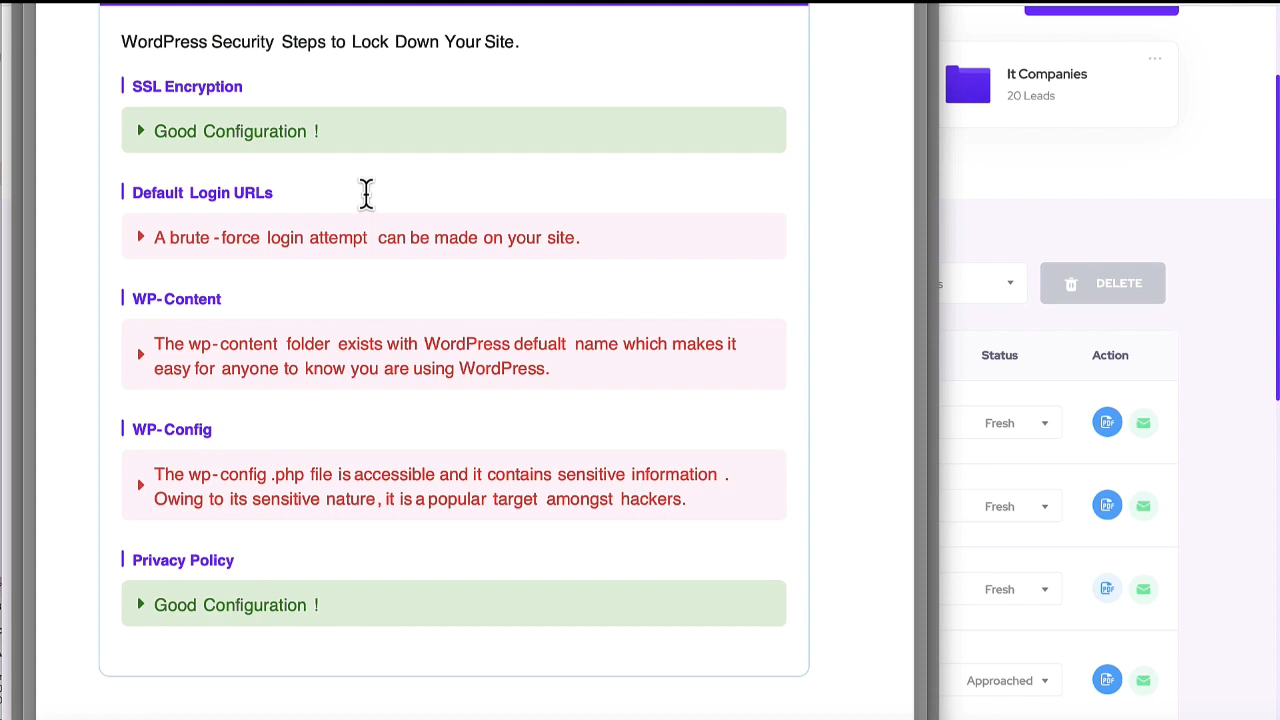 WordPress Security Steps to Lock Down Your Site.
SSL Encryption
Good Configuration !
Default Login URLs
A brute-force login attempt can be made on your site.
WP-Content
The wp-content folder exists with WordPress defualt name which makes it
easy for anyone to know you are using WordPress.
WP-Config
The wp-config.php file is accessible and it contains sensitive information .
Owing to its sensitive nature, it is a popular target amongst hackers.
Privacy Policy
Good Configuration !
It Companies
20 Leads
DELETE
Status
Action
Fresh
PDF
Fresh
PDF
Fresh
PDF
Approached
PDF